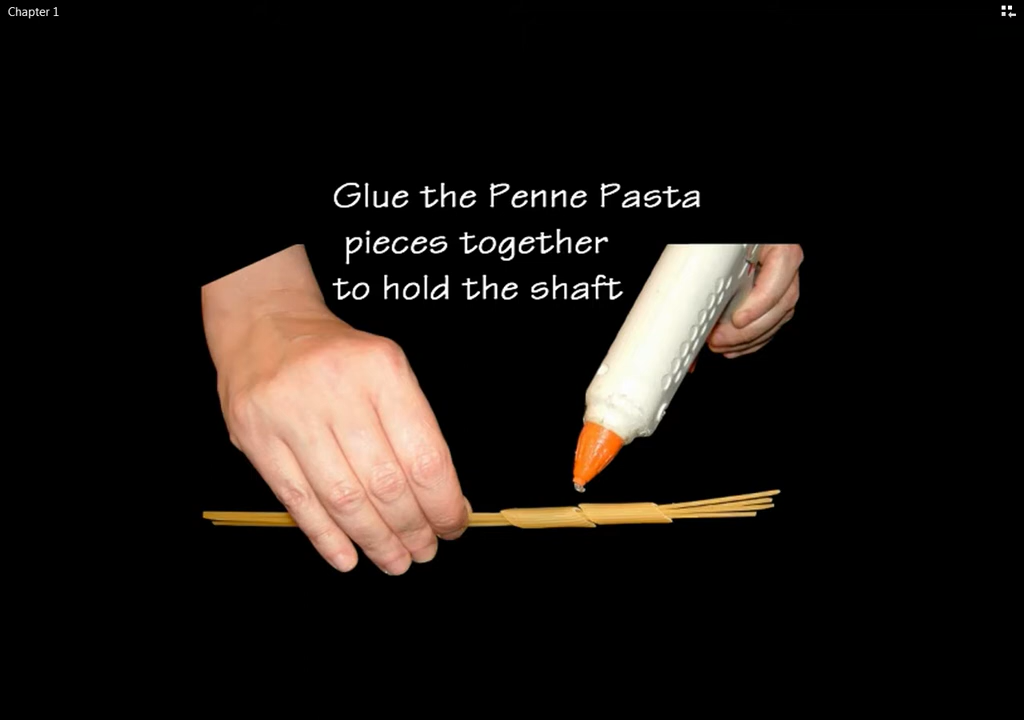 Chapter 1
Glue the Penne Pasta
pieces together
to hold the shaft